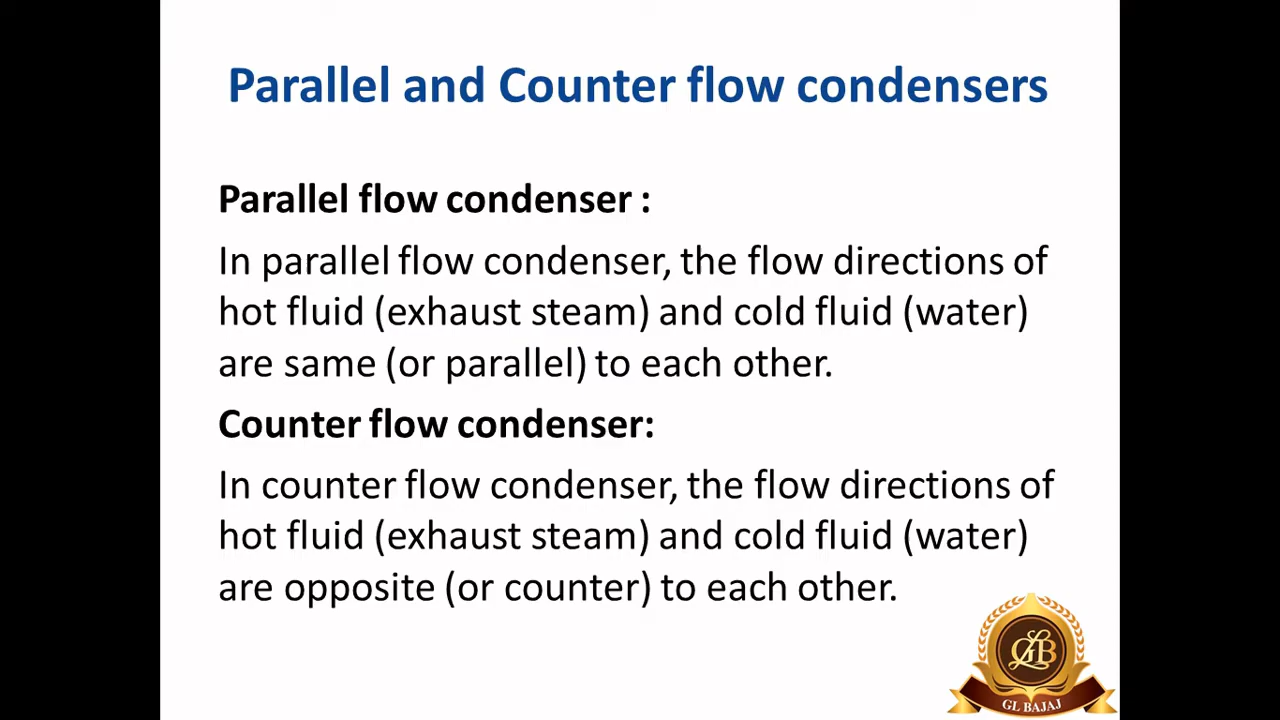 Parallel and Counter flow condensers
Parallel flow condenser :
In parallel flow condenser, the flow directions of
hot fluid (exhaust steam) and cold fluid (water)
are same (or parallel) to each other.
Counter flow condenser:
In counter flow condenser, the flow directions of
hot fluid (exhaust steam) and cold fluid (water)
are opposite (or counter) to each other.
GLB
GL BAJAJ